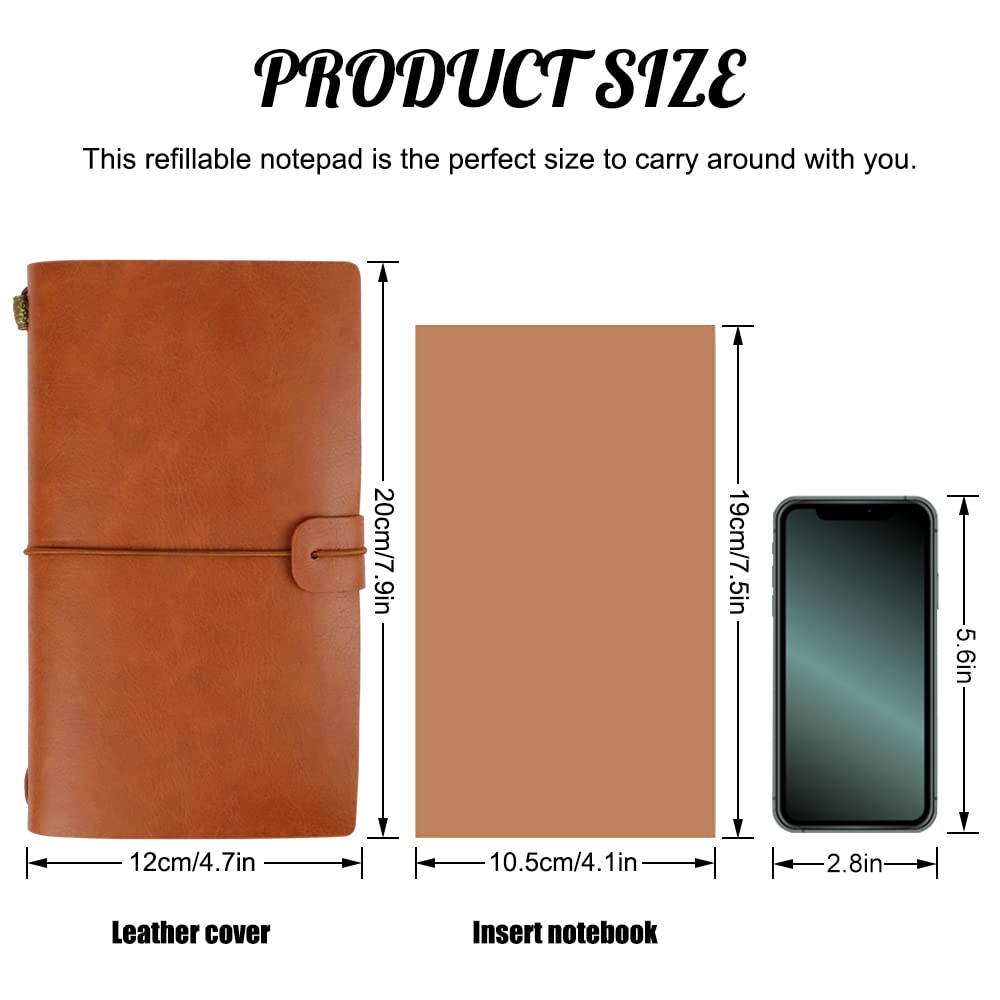 PRODUCT SIZE
This refillable notepad is the perfect size to carry around with you.
20cm/7.9in
19cm/7.5in
5.6in
12cm/4.7in
10.5cm/4.1in
2.8in
Leather cover
Insert notebook